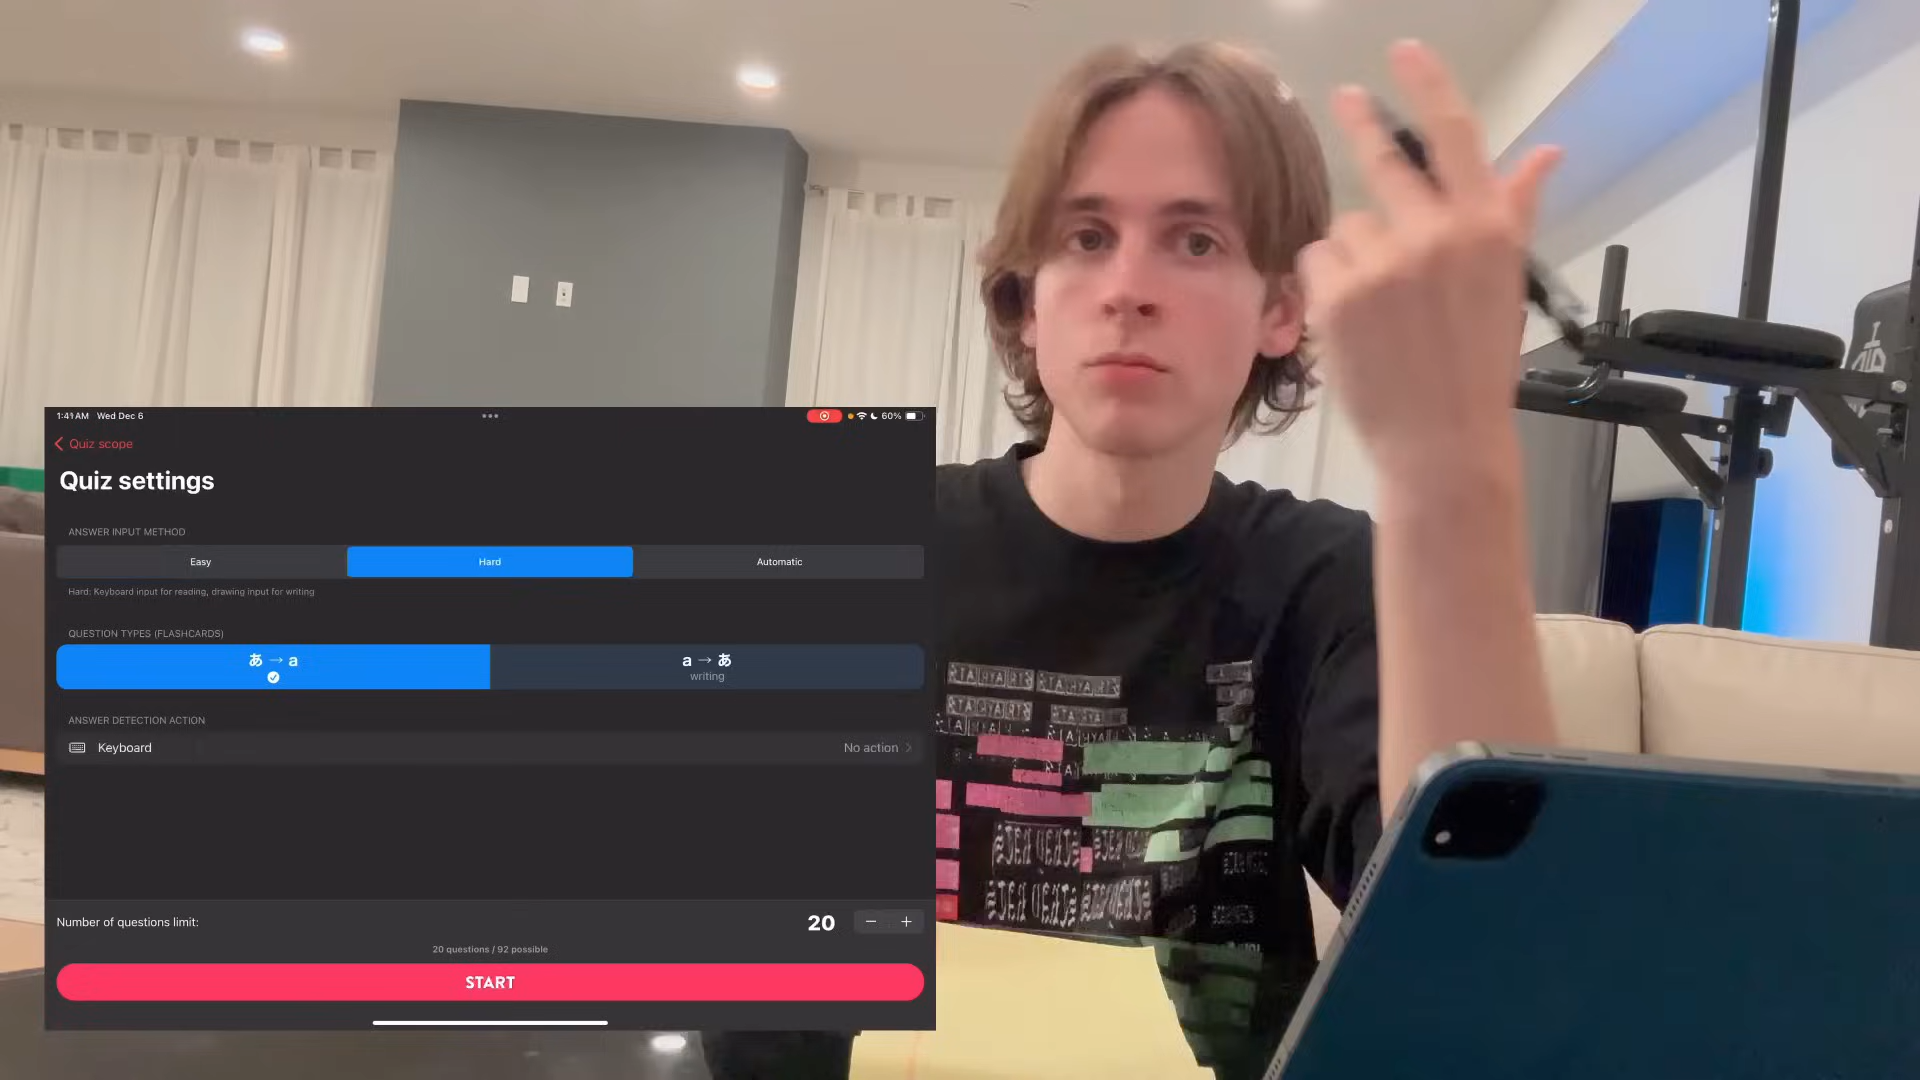 1:41 AM Wed Dec 6
60%
Quiz scope
Quiz settings
ANSWER INPUT METHOD
Easy Hard Automatic
Hard: Keyboard input for reading, drawing input for writing
QUESTION TYPES (FLASHCARDS)
あ → a a → あ
writing
ANSWER DETECTION ACTION
Keyboard No action
Number of questions limit: 20 − +
20 questions / 92 possible
START